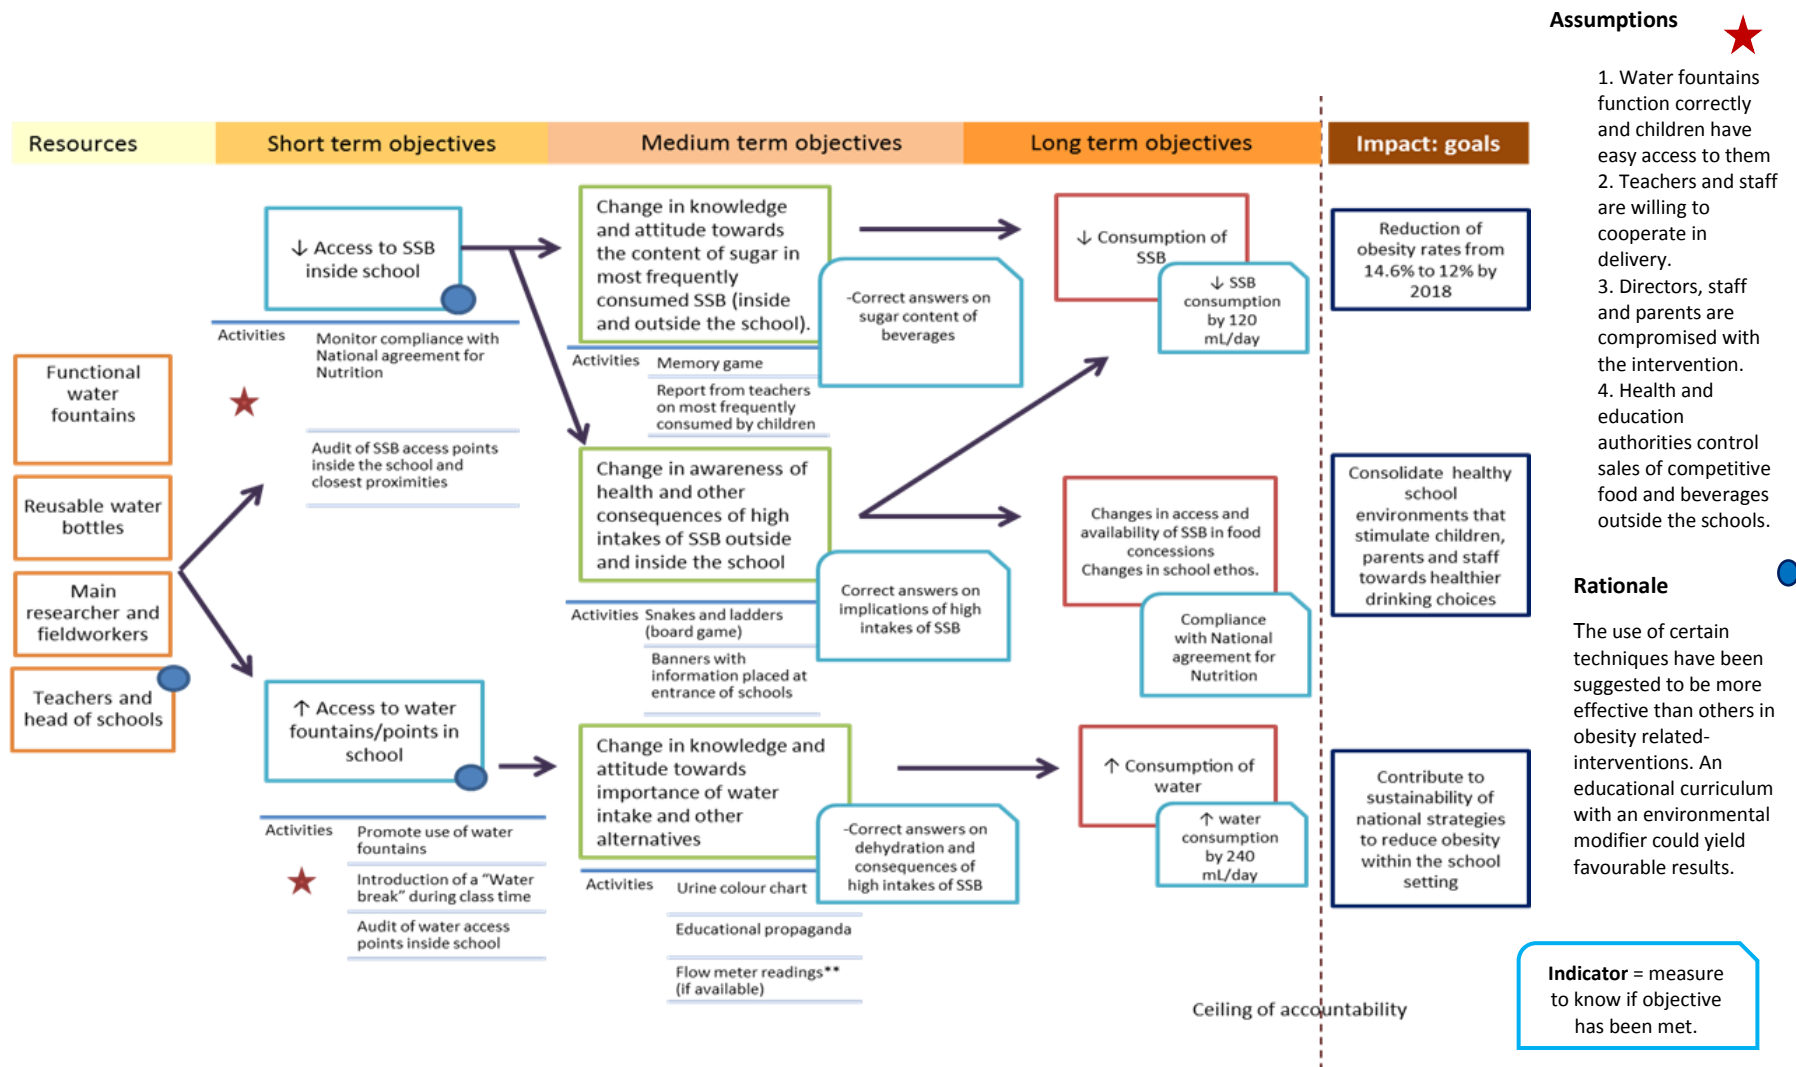 Assumptions
1. Water fountains
function correctly
and children have
easy access to them
2. Teachers and staff
are willing to
cooperate in
delivery.
3. Directors, staff
and parents are
compromised with
the intervention.
4. Health and
education
authorities control
sales of competitive
food and beverages
outside the schools.
Rationale
The use of certain
techniques have been
suggested to be more
effective than others in
obesity related-
interventions. An
educational curriculum
with an environmental
modifier could yield
favourable results.
Indicator = measure
to know if objective
has been met.
Resources
Functional
water
fountains
Reusable water
bottles
Main
researcher and
fieldworkers
Teachers and
head of schools
Short term objectives
↓ Access to SSB
inside school
Activities
Monitor compliance with
National agreement for
Nutrition
Audit of SSB access points
inside the school and
closest proximities
↑ Access to water
fountains/points in
school
Activities
Promote use of water
fountains
Introduction of a “Water
break” during class time
Audit of water access
points inside school
Medium term objectives
Change in knowledge
and attitude towards
the content of sugar in
most frequently
consumed SSB (inside
and outside the school).
-Correct answers on
sugar content of
beverages
Activities
Memory game
Report from teachers
on most frequently
consumed by children
Change in awareness of
health and other
consequences of high
intakes of SSB outside
and inside the school
Correct answers on
implications of high
intakes of SSB
Activities
Snakes and ladders
(board game)
Banners with
information placed at
entrance of schools
Change in knowledge and
attitude towards
importance of water
intake and other
alternatives
-Correct answers on
dehydration and
consequences of
high intakes of SSB
Activities
Urine colour chart
Educational propaganda
Flow meter readings**
(if available)
Long term objectives
↓ Consumption of
SSB
↓ SSB
consumption
by 120
mL/day
Changes in access and
availability of SSB in food
concessions
Changes in school ethos.
Compliance
with National
agreement for
Nutrition
↑ Consumption of
water
↑ water
consumption
by 240
mL/day
Ceiling of accountability
Impact: goals
Reduction of
obesity rates from
14.6% to 12% by
2018
Consolidate healthy
school
environments that
stimulate children,
parents and staff
towards healthier
drinking choices
Contribute to
sustainability of
national strategies
to reduce obesity
within the school
setting